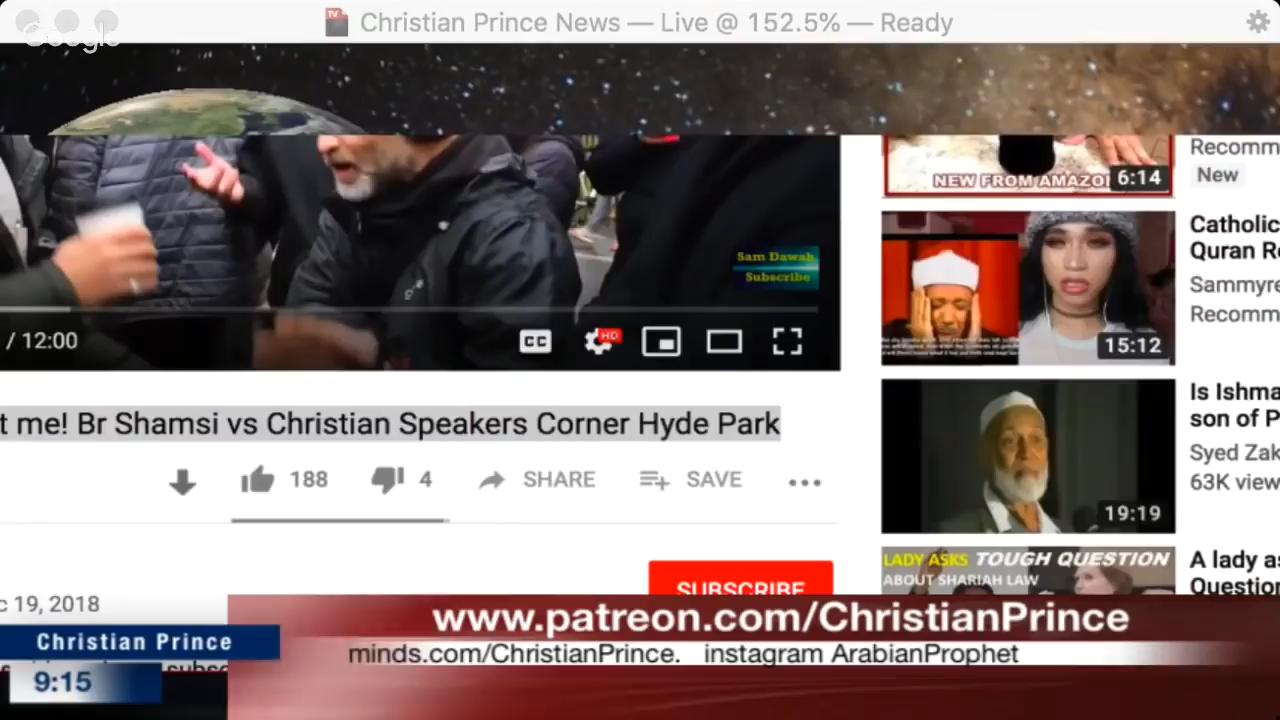 Christian Prince News — Live @ 152.5% — Ready
Google
NEW FROM AMAZO
6:14
Recomm
New
Sam Dawah
Subscribe
/ 12:00
CC
HD
15:12
Catholic
Quran R
Sammyre
Recomm
t me! Br Shamsi vs Christian Speakers Corner Hyde Park
188
4
SHARE
SAVE
19:19
Is Ishma
son of P
Syed Zak
63K view
LADY ASKS TOUGH QUESTION
ABOUT SHARIAH LAW
A lady as
Question
SUBSCRIBE
c 19, 2018
www.patreon.com/ChristianPrince
Christian Prince
minds.com/ChristianPrince. instagram ArabianProphet
subsc
9:15